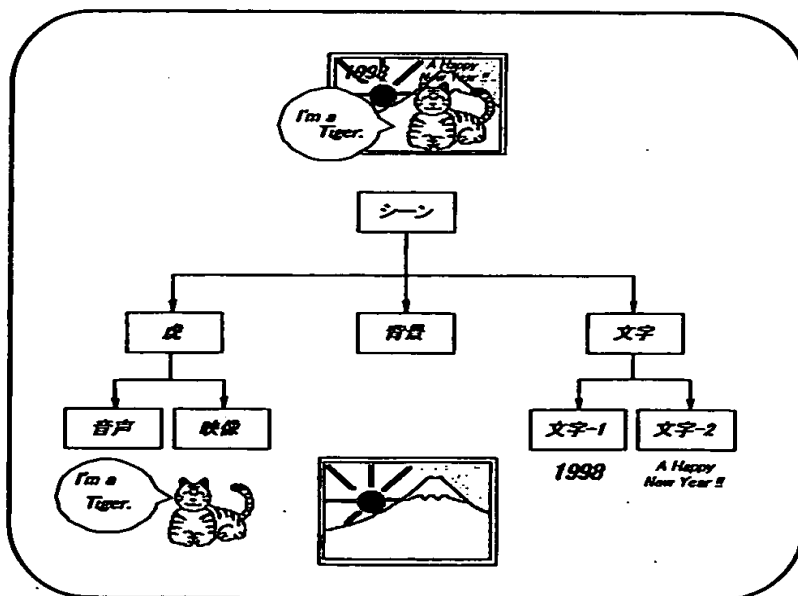 1998
A Happy
New Year !!
I'm a
Tiger.
シーン
虎
背景
文字
音声
映像
文字-1
文字-2
I'm a
Tiger.
1998
A Happy
New Year !!